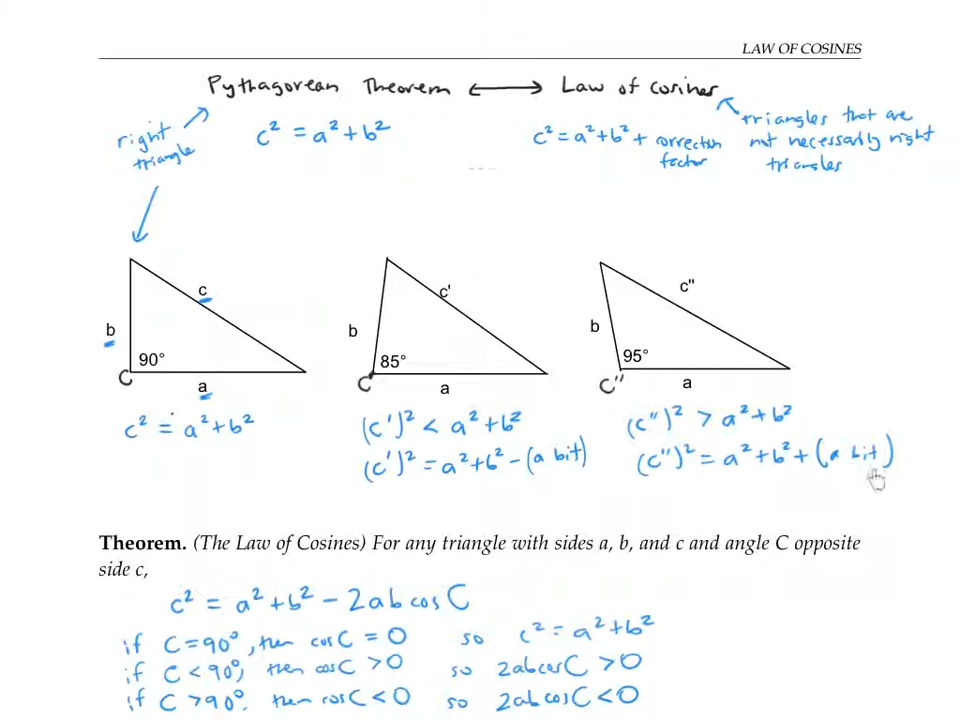 LAW OF COSINES
Pythagorean Theorem ⟷ Law of cosines
right triangle
c² = a² + b²
c² = a² + b² + correction factor
triangles that are
not necessarily right
triangles
c
b
90°
C
a
c'
b
85°
C'
a
c"
b
95°
C"
a
c² = a² + b²
(c')² < a² + b²
(c')² = a² + b² - (a bit)
(c")² > a² + b²
(c")² = a² + b² + (a bit)
Theorem. (The Law of Cosines) For any triangle with sides a, b, and c and angle C opposite
side c,
c² = a² + b² - 2ab cos C
if C = 90°, then cos C = 0 so c² = a² + b²
if C < 90°, then cos C > 0 so 2ab cos C > 0
if C > 90°, then cos C < 0 so 2ab cos C < 0